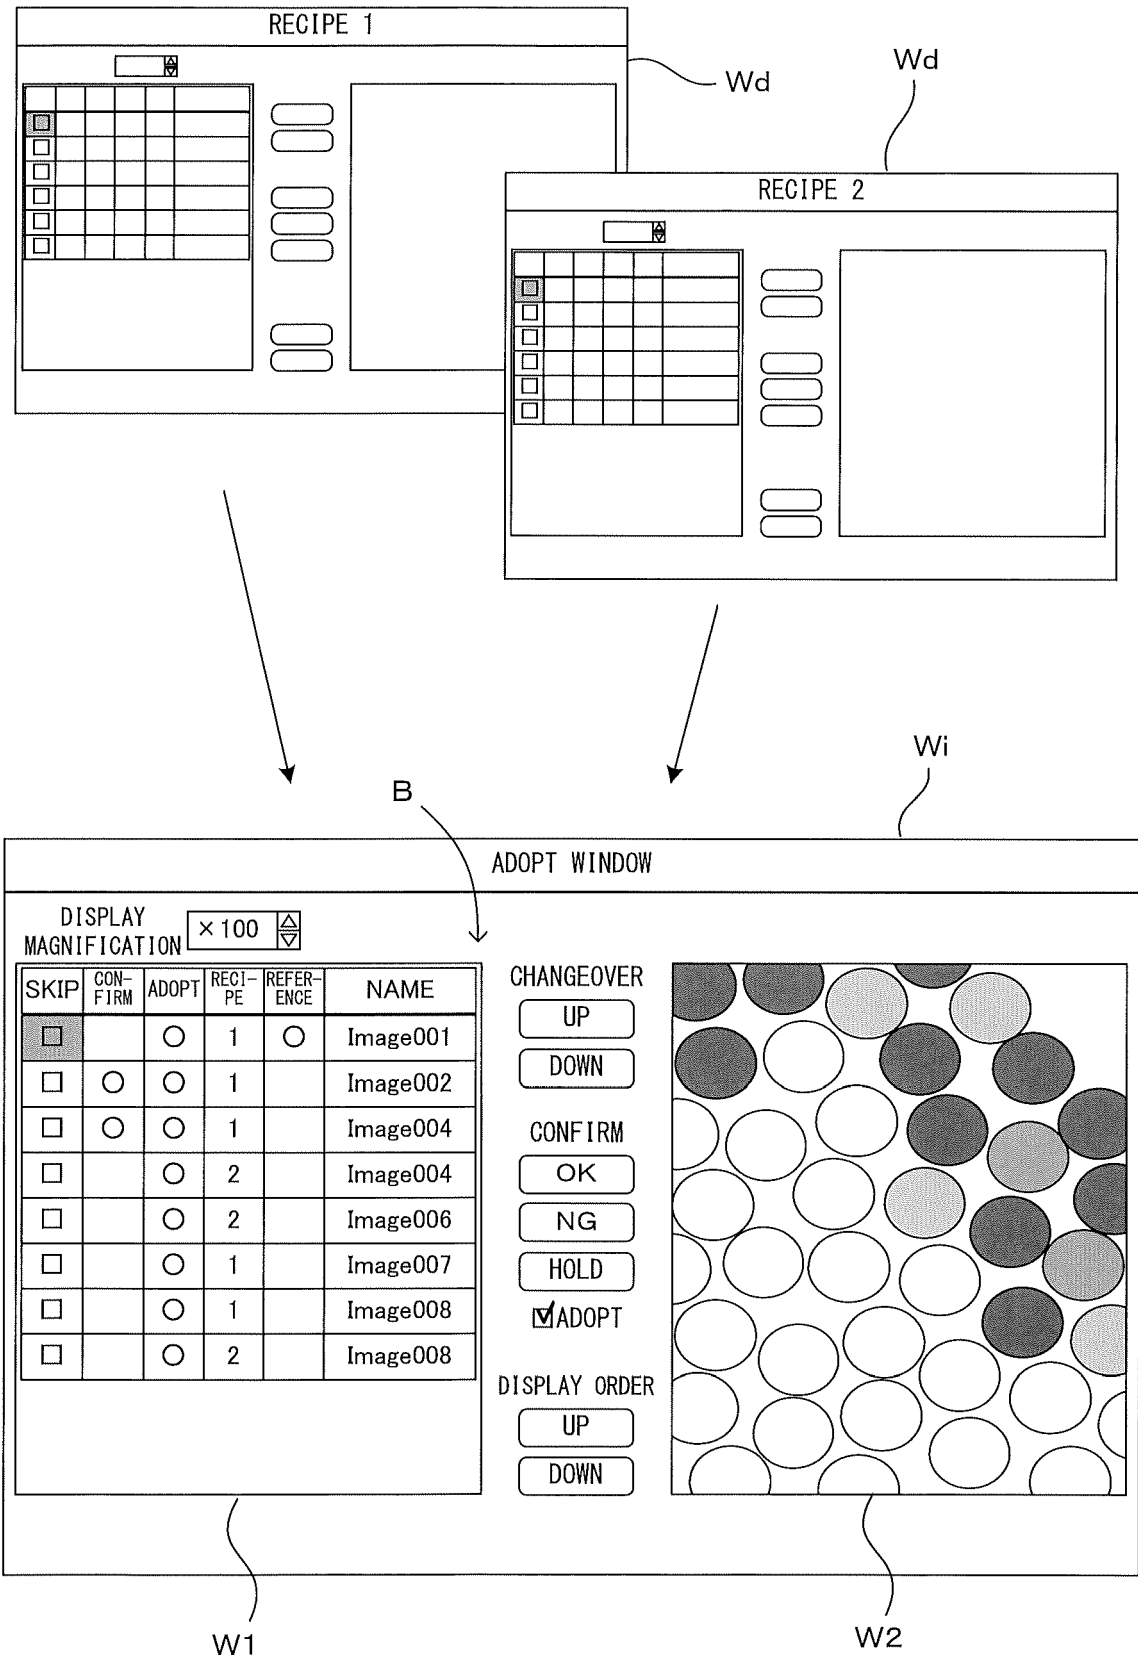 RECIPE 1
Wd
Wd
RECIPE 2
Wi
B
ADOPT WINDOW
DISPLAY
MAGNIFICATION
×100
SKIP CON-FIRM ADOPT RECI-PE REFER-ENCE NAME
□ ○ 1 ○ Image001
□ ○ ○ 1 Image002
□ ○ ○ 1 Image004
□ ○ 2 Image004
□ ○ 2 Image006
□ ○ 1 Image007
□ ○ 1 Image008
□ ○ 2 Image008
CHANGEOVER
UP
DOWN
CONFIRM
OK
NG
HOLD
☑ADOPT
DISPLAY ORDER
UP
DOWN
W1
W2